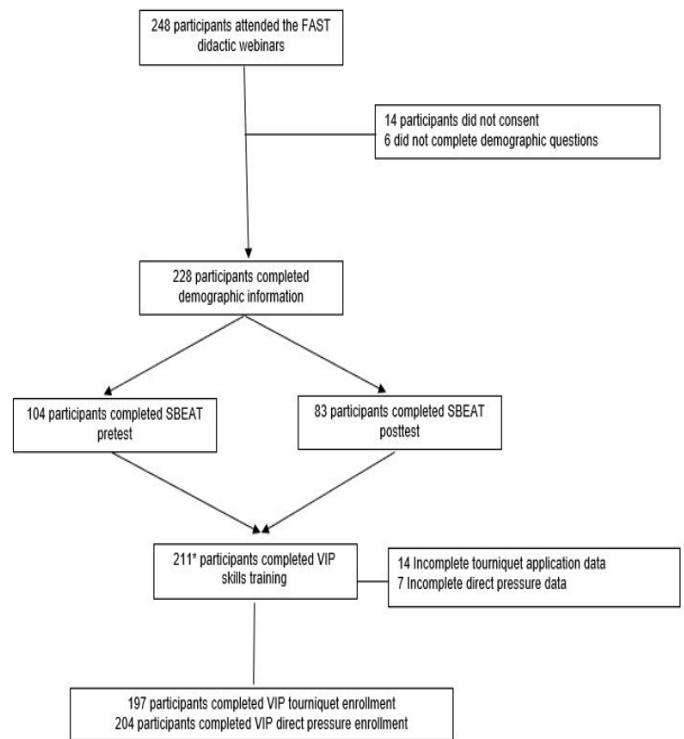 248 participants attended the FAST
didactic webinars
14 participants did not consent
6 did not complete demographic questions
228 participants completed
demographic information
104 participants completed SBEAT
pretest
83 participants completed SBEAT
posttest
211* participants completed VIP
skills training
14 Incomplete tourniquet application data
7 Incomplete direct pressure data
197 participants completed VIP tourniquet enrollment
204 participants completed VIP direct pressure enrollment